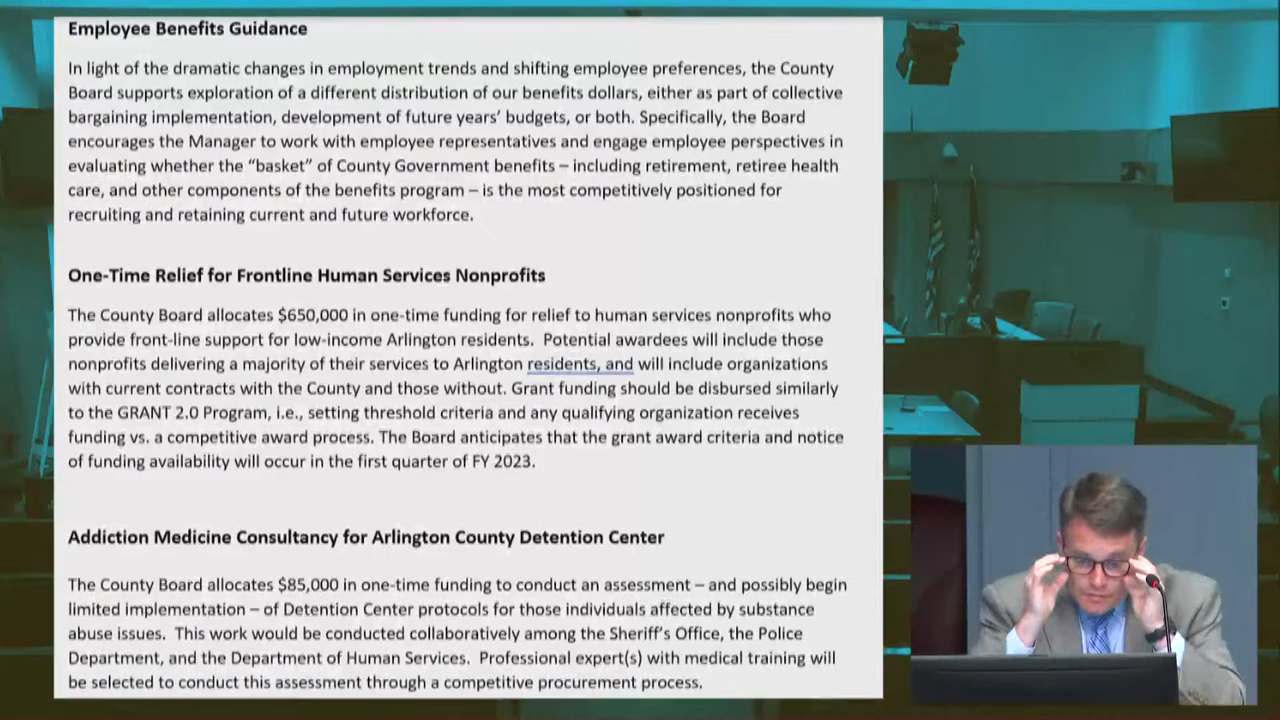 Employee Benefits Guidance
In light of the dramatic changes in employment trends and shifting employee preferences, the County
Board supports exploration of a different distribution of our benefits dollars, either as part of collective
bargaining implementation, development of future years' budgets, or both. Specifically, the Board
encourages the Manager to work with employee representatives and engage employee perspectives in
evaluating whether the “basket” of County Government benefits – including retirement, retiree health
care, and other components of the benefits program – is the most competitively positioned for
recruiting and retaining current and future workforce.
One-Time Relief for Frontline Human Services Nonprofits
The County Board allocates $650,000 in one-time funding for relief to human services nonprofits who
provide front-line support for low-income Arlington residents.  Potential awardees will include those
nonprofits delivering a majority of their services to Arlington residents, and will include organizations
with current contracts with the County and those without. Grant funding should be disbursed similarly
to the GRANT 2.0 Program, i.e., setting threshold criteria and any qualifying organization receives
funding vs. a competitive award process. The Board anticipates that the grant award criteria and notice
of funding availability will occur in the first quarter of FY 2023.
Addiction Medicine Consultancy for Arlington County Detention Center
The County Board allocates $85,000 in one-time funding to conduct an assessment – and possibly begin
limited implementation – of Detention Center protocols for those individuals affected by substance
abuse issues.  This work would be conducted collaboratively among the Sheriff's Office, the Police
Department, and the Department of Human Services.  Professional expert(s) with medical training will
be selected to conduct this assessment through a competitive procurement process.